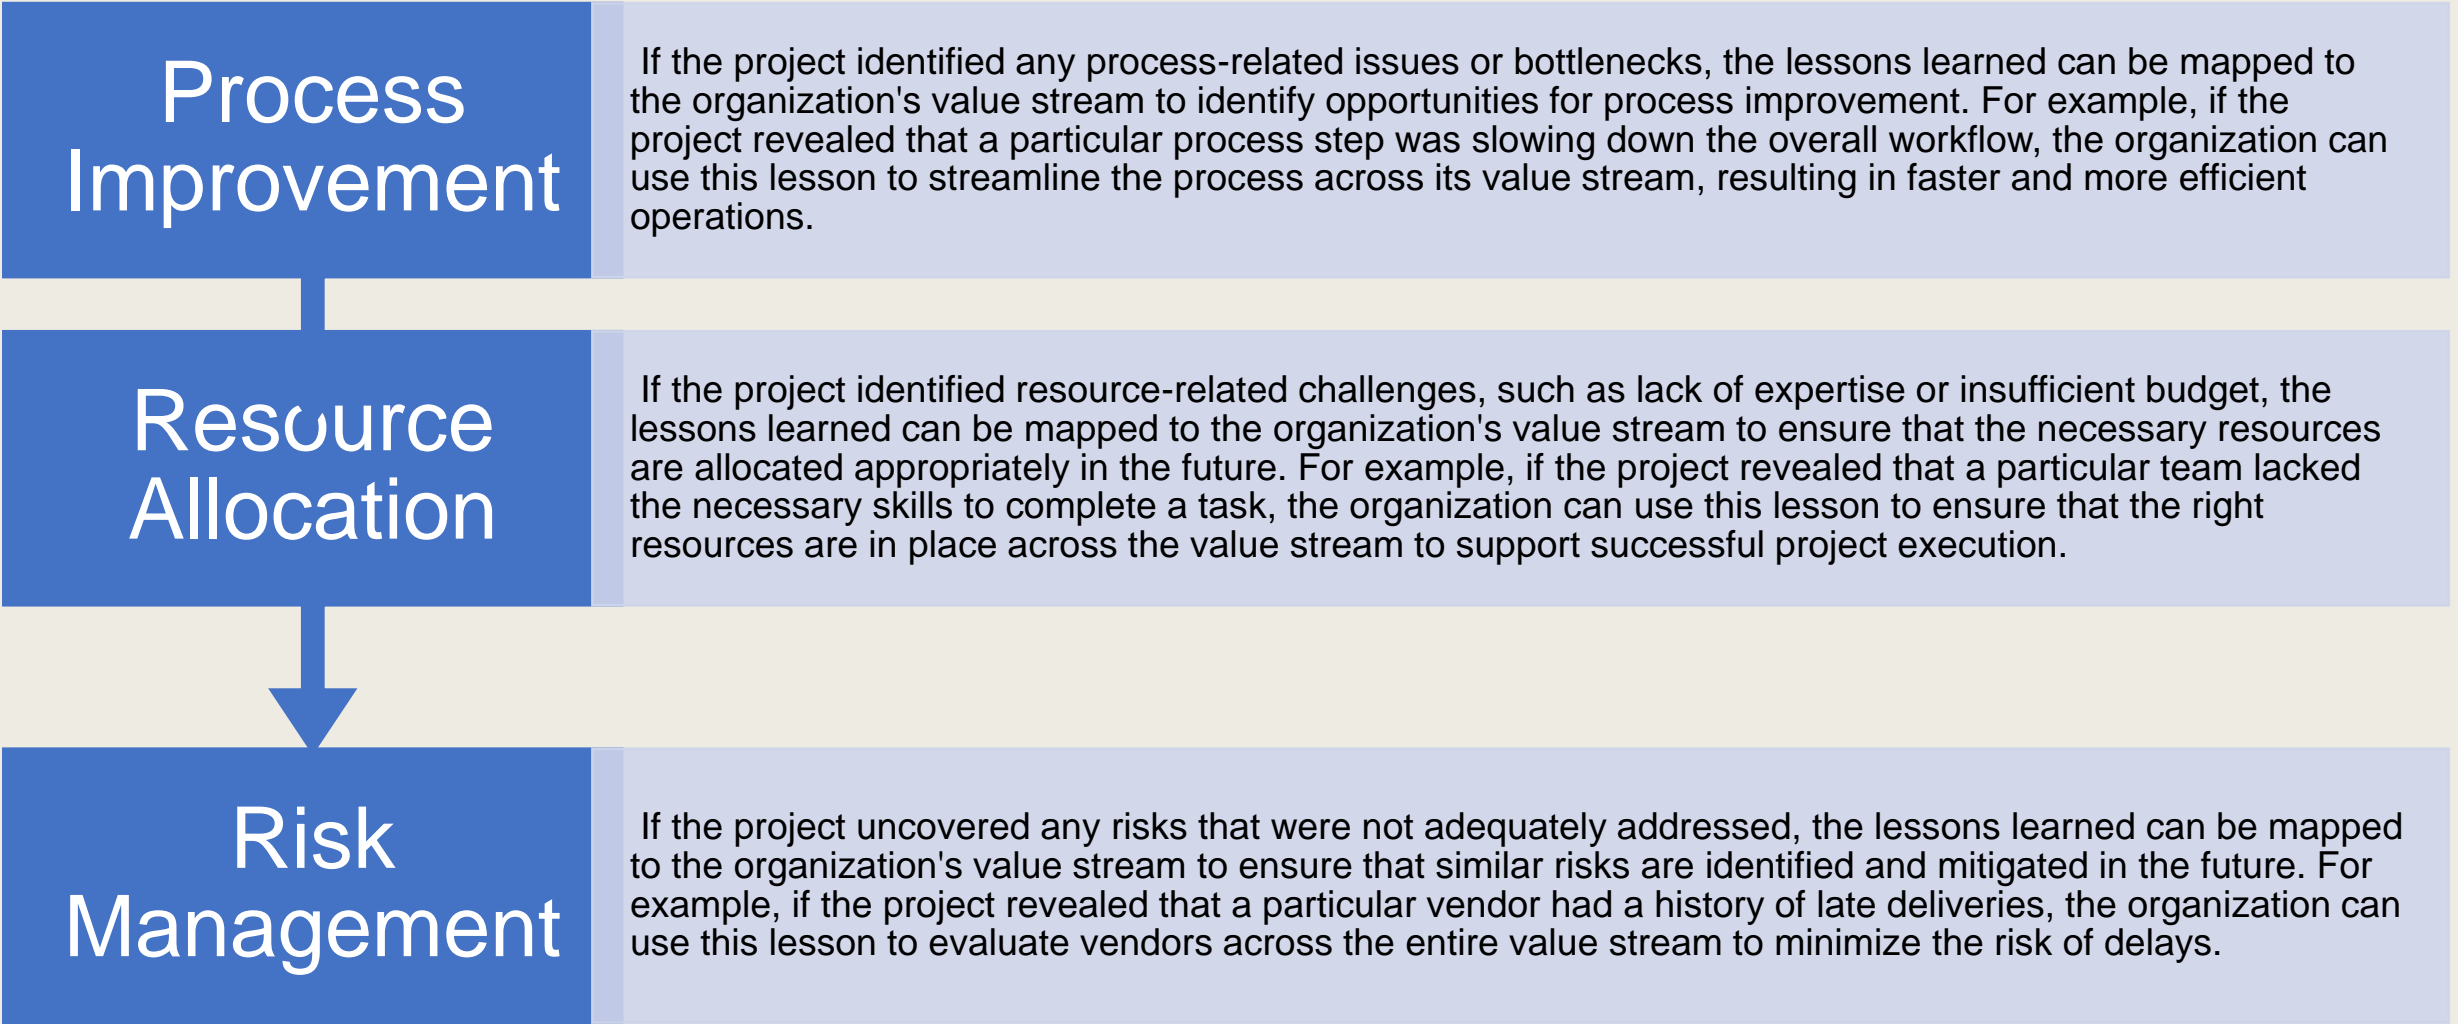 Process
Improvement
If the project identified any process-related issues or bottlenecks, the lessons learned can be mapped to
the organization's value stream to identify opportunities for process improvement. For example, if the
project revealed that a particular process step was slowing down the overall workflow, the organization can
use this lesson to streamline the process across its value stream, resulting in faster and more efficient
operations.
Resource
Allocation
If the project identified resource-related challenges, such as lack of expertise or insufficient budget, the
lessons learned can be mapped to the organization's value stream to ensure that the necessary resources
are allocated appropriately in the future. For example, if the project revealed that a particular team lacked
the necessary skills to complete a task, the organization can use this lesson to ensure that the right
resources are in place across the value stream to support successful project execution.
Risk
Management
If the project uncovered any risks that were not adequately addressed, the lessons learned can be mapped
to the organization's value stream to ensure that similar risks are identified and mitigated in the future. For
example, if the project revealed that a particular vendor had a history of late deliveries, the organization can
use this lesson to evaluate vendors across the entire value stream to minimize the risk of delays.